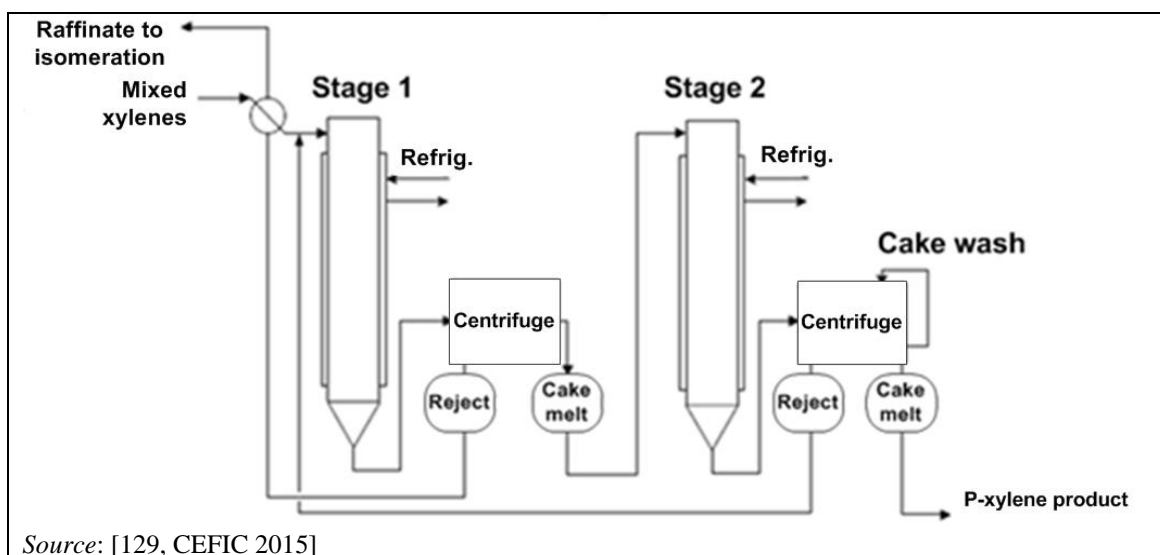 Raffinate to
isomeration
Mixed
xylenes
Stage 1
Refrig.
Centrifuge
Reject
Cake
melt
Stage 2
Refrig.
Cake wash
Centrifuge
Reject
Cake
melt
P-xylene product
Source: [129, CEFIC 2015]